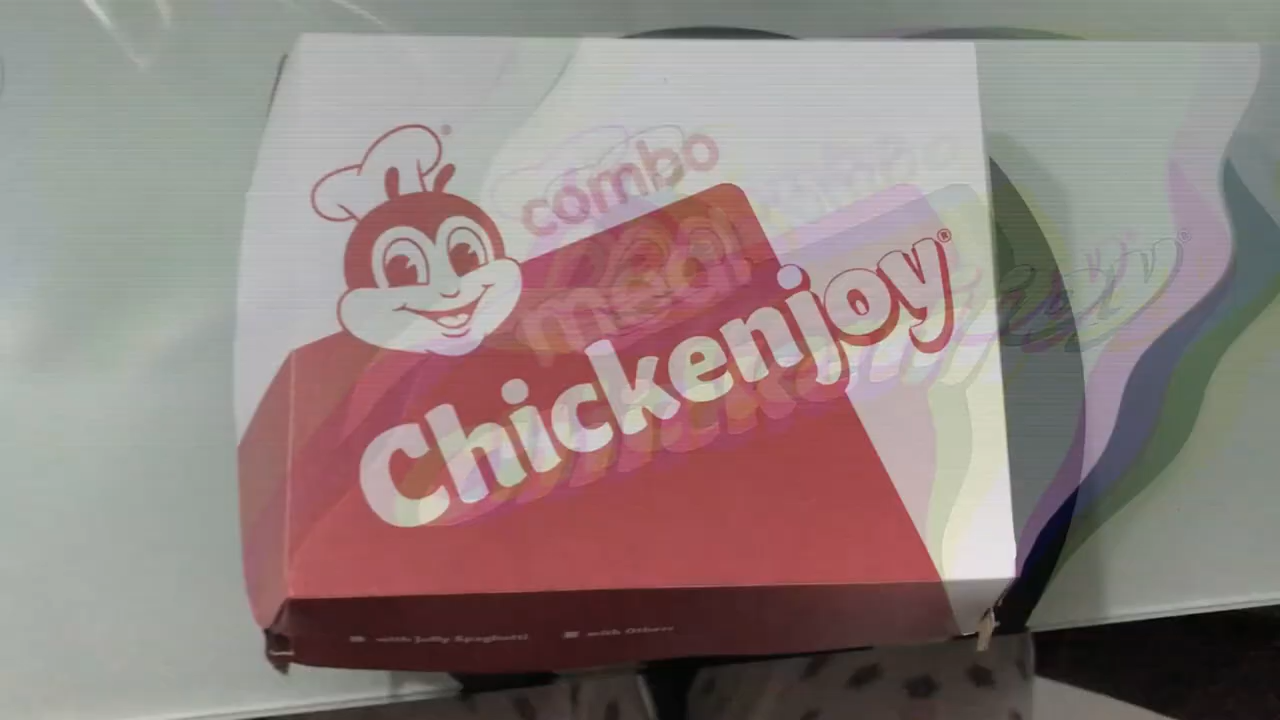 combo
meal
Chickenjoy®
with Jolly Spaghetti
with Others